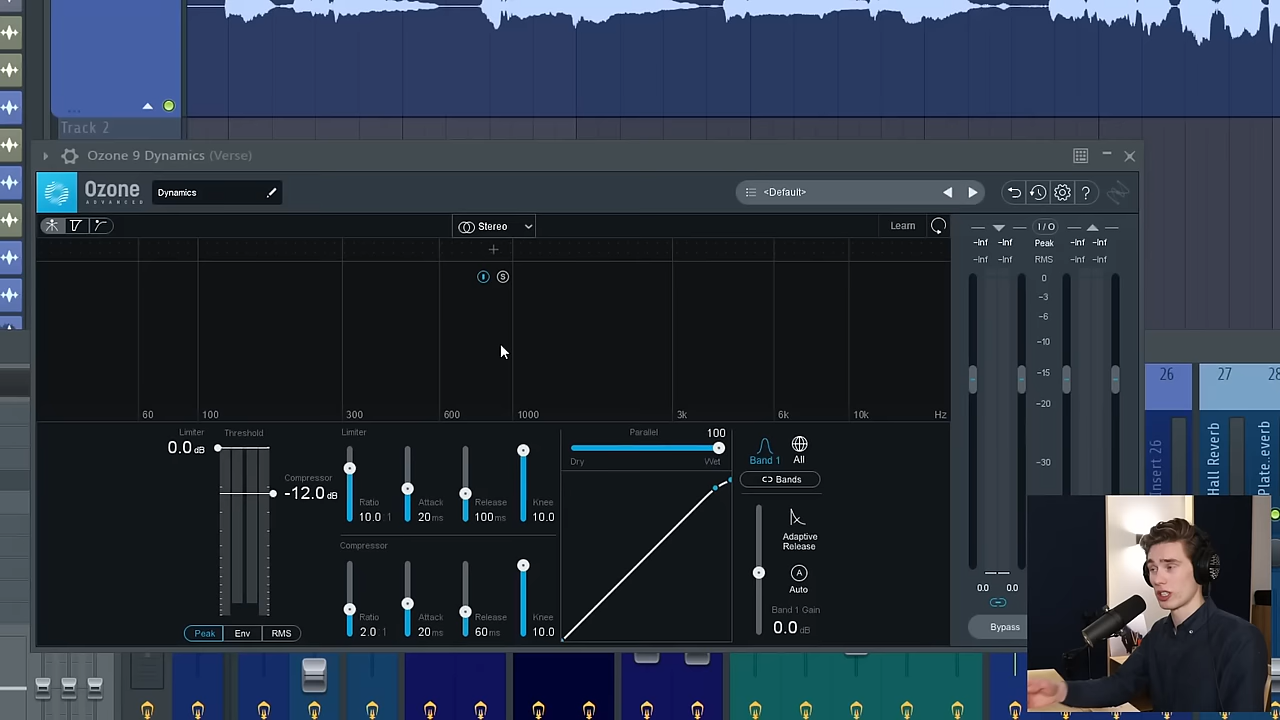 Track 2
Ozone 9 Dynamics (Verse)
Ozone
ADVANCED
Dynamics
<Default>
?
Stereo
Learn
I/O
-Inf -Inf Peak -Inf -Inf
-Inf -Inf RMS -Inf -Inf
S
0
-3
-6
-10
-15
-20
-30
60 100 300 600 1000 3k 6k 10k Hz
26 27 28
Insert 26
Hall Reverb
Plate..everb
Limiter
0.0 dB
Threshold
Compressor
-12.0 dB
Peak Env RMS
Limiter
Ratio Attack Release Knee
10.0:1 20 ms 100 ms 10.0
Compressor
Ratio Attack Release Knee
2.0:1 20 ms 60 ms 10.0
Parallel 100
Dry Wet
Band 1 All
Bands
Adaptive
Release
A
Auto
Band 1 Gain
0.0 dB
0.0 0.0
Bypass